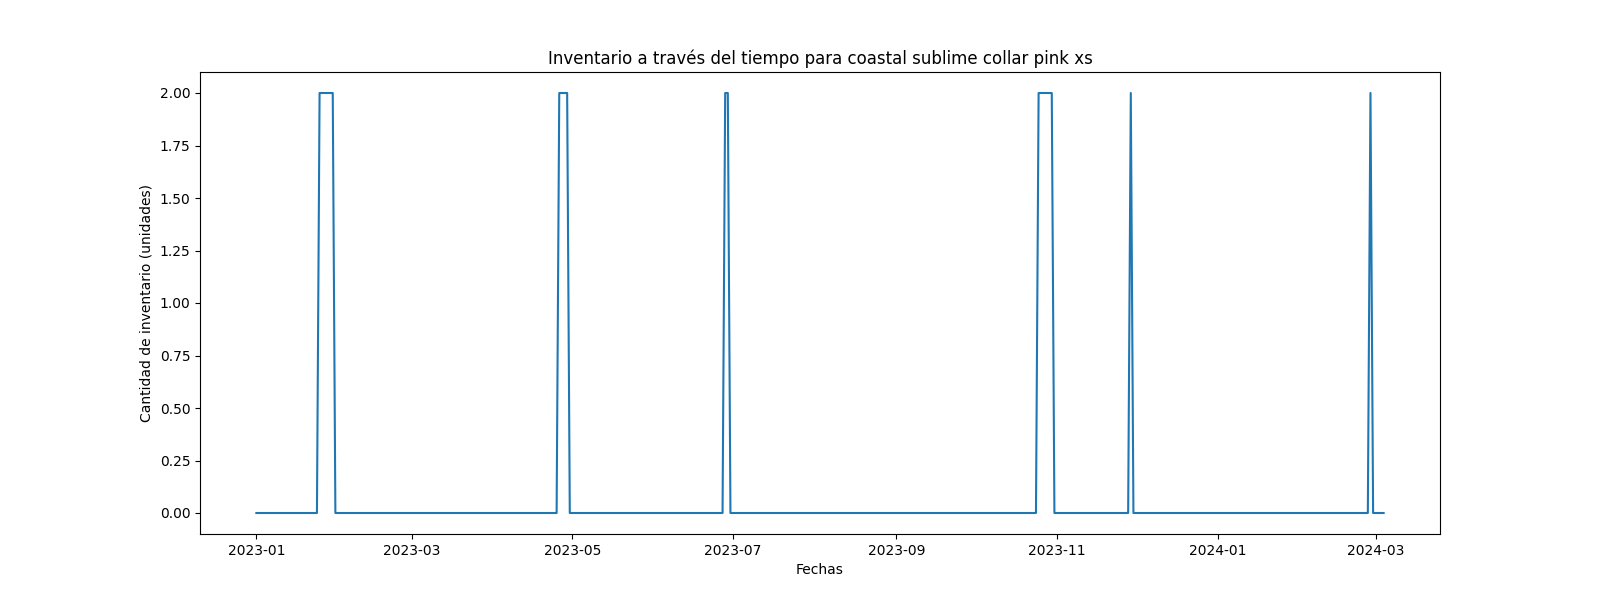 Inventario a través del tiempo para coastal sublime collar pink xs
Cantidad de inventario (unidades)
2.00
1.75
1.50
1.25
1.00
0.75
0.50
0.25
0.00
2023-01 2023-03 2023-05 2023-07 2023-09 2023-11 2024-01 2024-03
Fechas